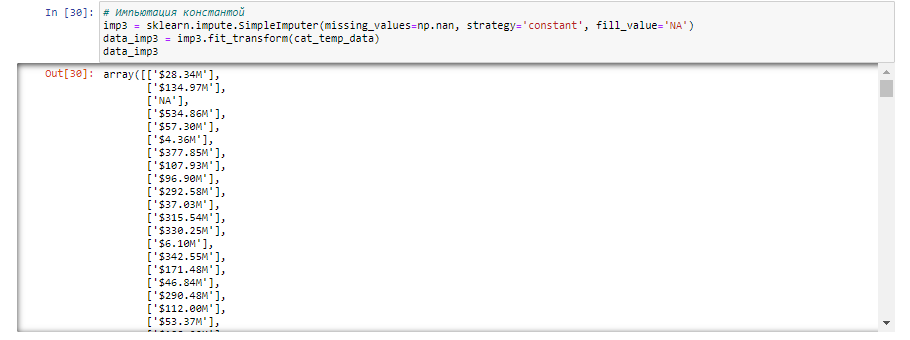 In [30]: # Импьютация константой
imp3 = sklearn.impute.SimpleImputer(missing_values=np.nan, strategy='constant', fill_value='NA')
data_imp3 = imp3.fit_transform(cat_temp_data)
data_imp3
Out[30]: array([['$28.34M'],
['$134.97M'],
['NA'],
['$534.86M'],
['$57.30M'],
['$4.36M'],
['$377.85M'],
['$107.93M'],
['$96.90M'],
['$292.58M'],
['$37.03M'],
['$315.54M'],
['$330.25M'],
['$6.10M'],
['$342.55M'],
['$171.48M'],
['$46.84M'],
['$290.48M'],
['$112.00M'],
['$53.37M'],